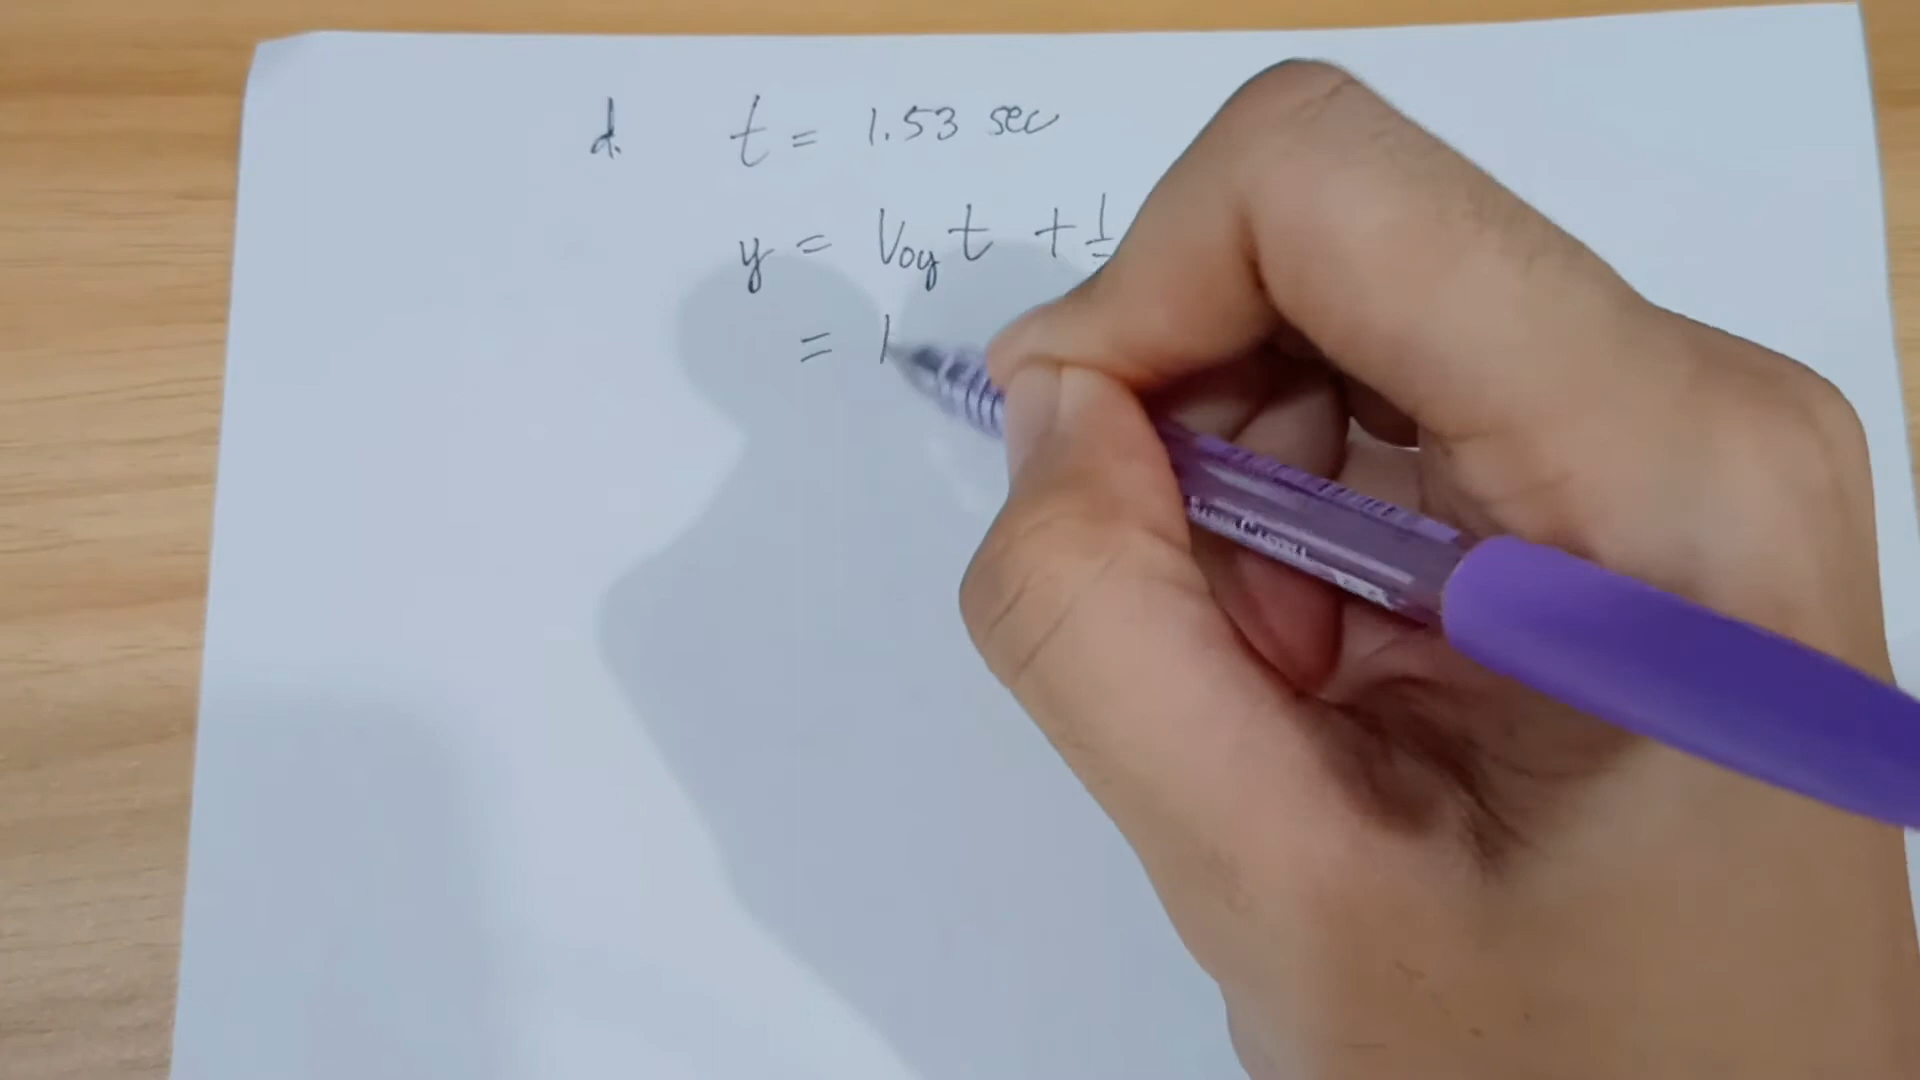 d. t = 1.53 sec
y = Voy t + 1
= 1